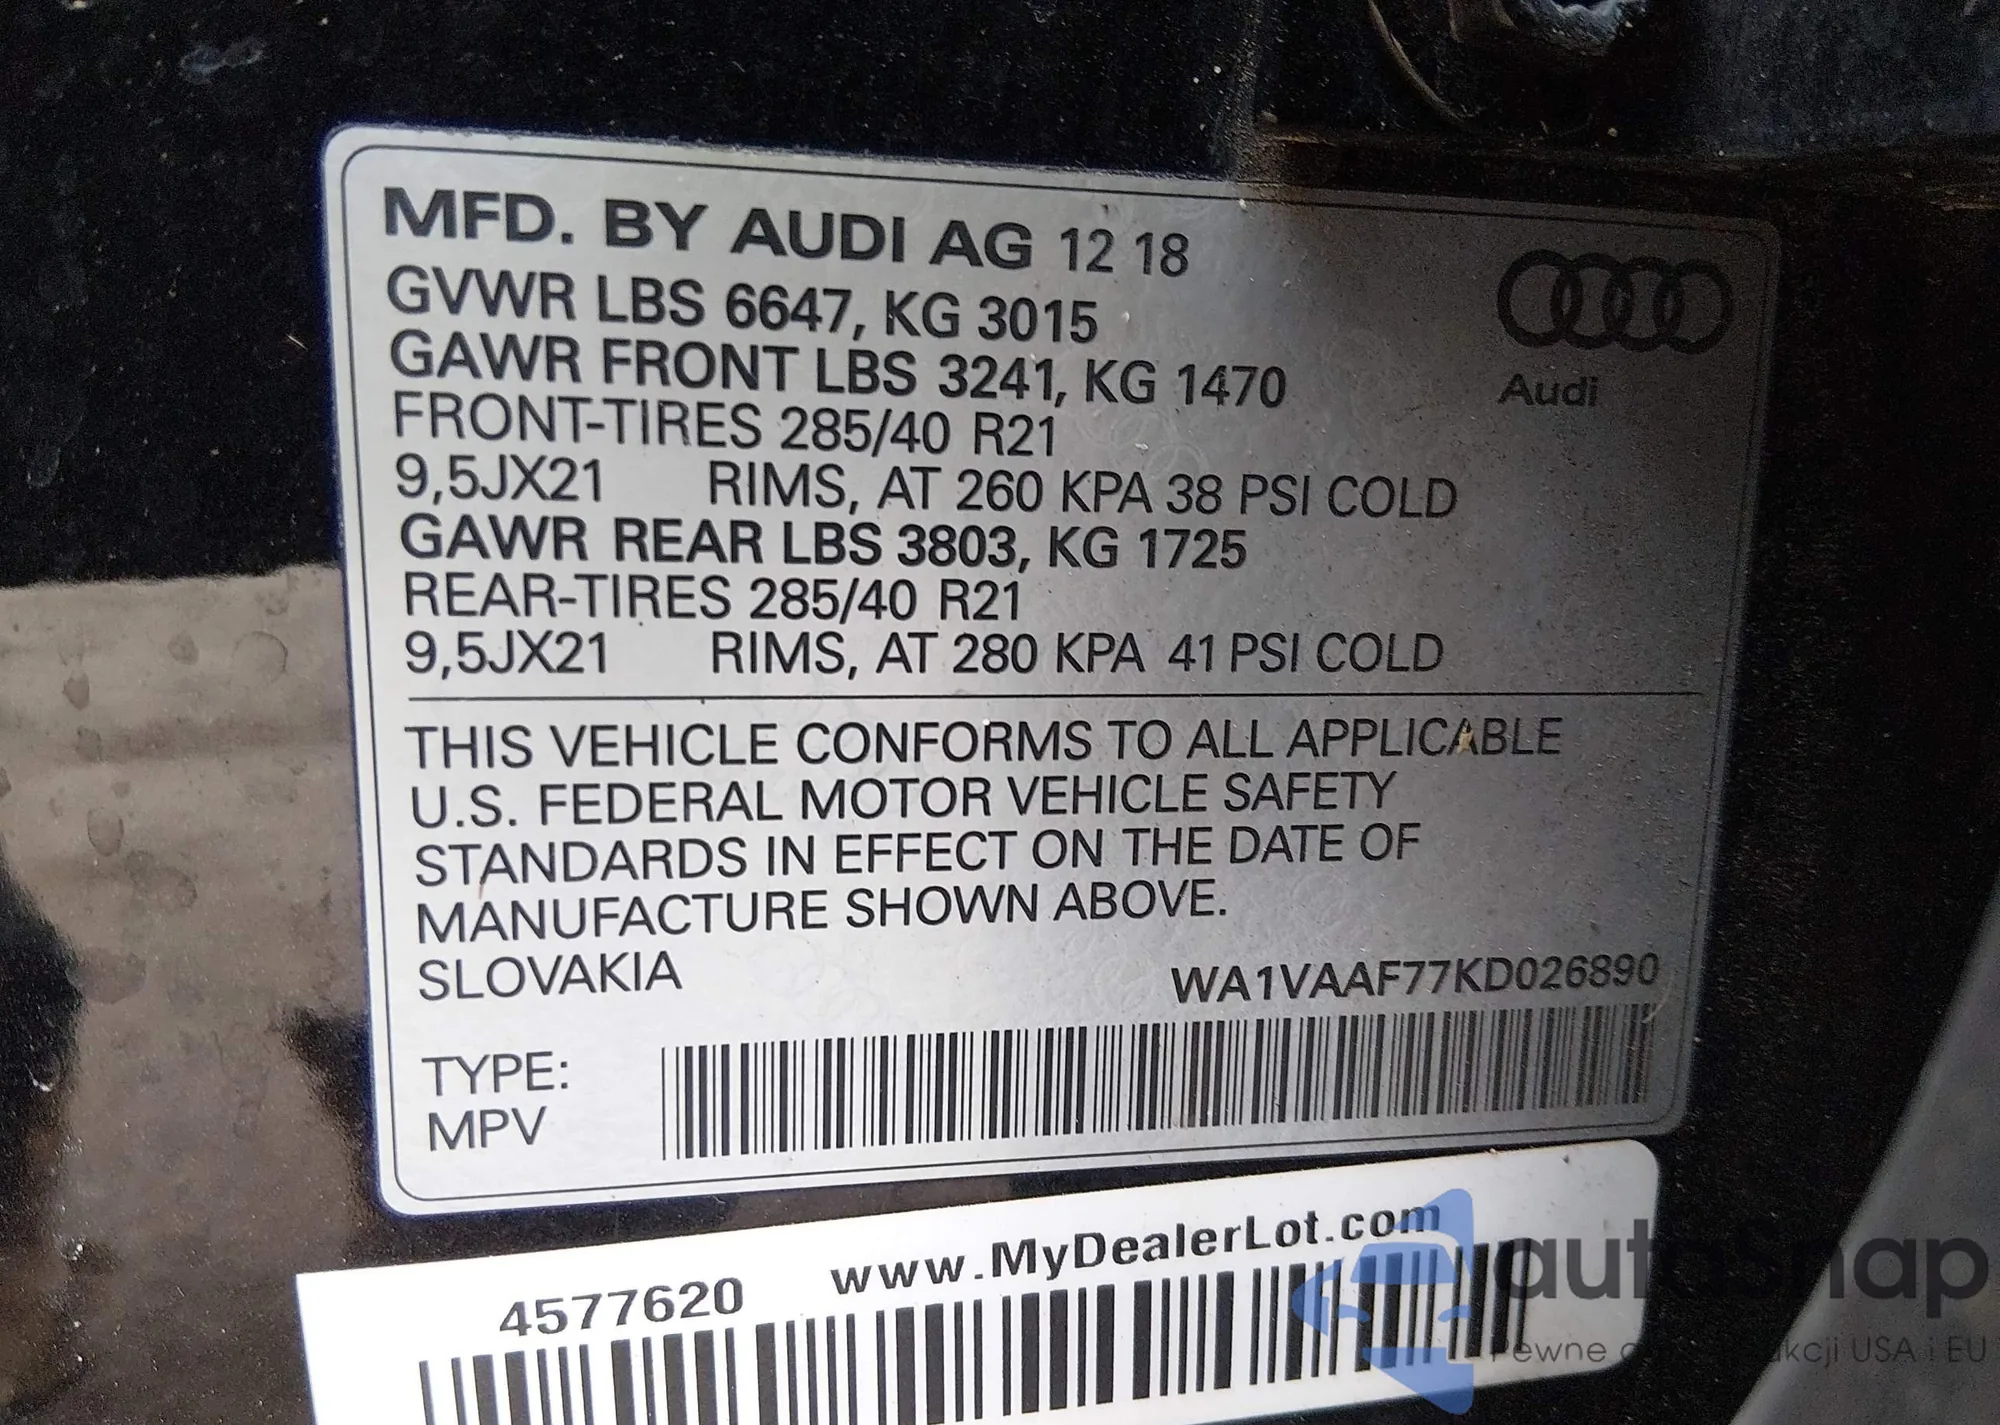 MFD. BY AUDI AG 12 18
GVWR LBS 6647, KG 3015
GAWR FRONT LBS 3241, KG 1470
Audi
FRONT-TIRES 285/40 R21
9,5JX21 RIMS, AT 260 KPA 38 PSI COLD
GAWR REAR LBS 3803, KG 1725
REAR-TIRES 285/40 R21
9,5JX21 RIMS, AT 280 KPA 41 PSI COLD
THIS VEHICLE CONFORMS TO ALL APPLICABLE
U.S. FEDERAL MOTOR VEHICLE SAFETY
STANDARDS IN EFFECT ON THE DATE OF
MANUFACTURE SHOWN ABOVE.
SLOVAKIA WA1VAAF77KD026890
TYPE:
MPV
4577620 www.MyDealerLot.com
USA i EU